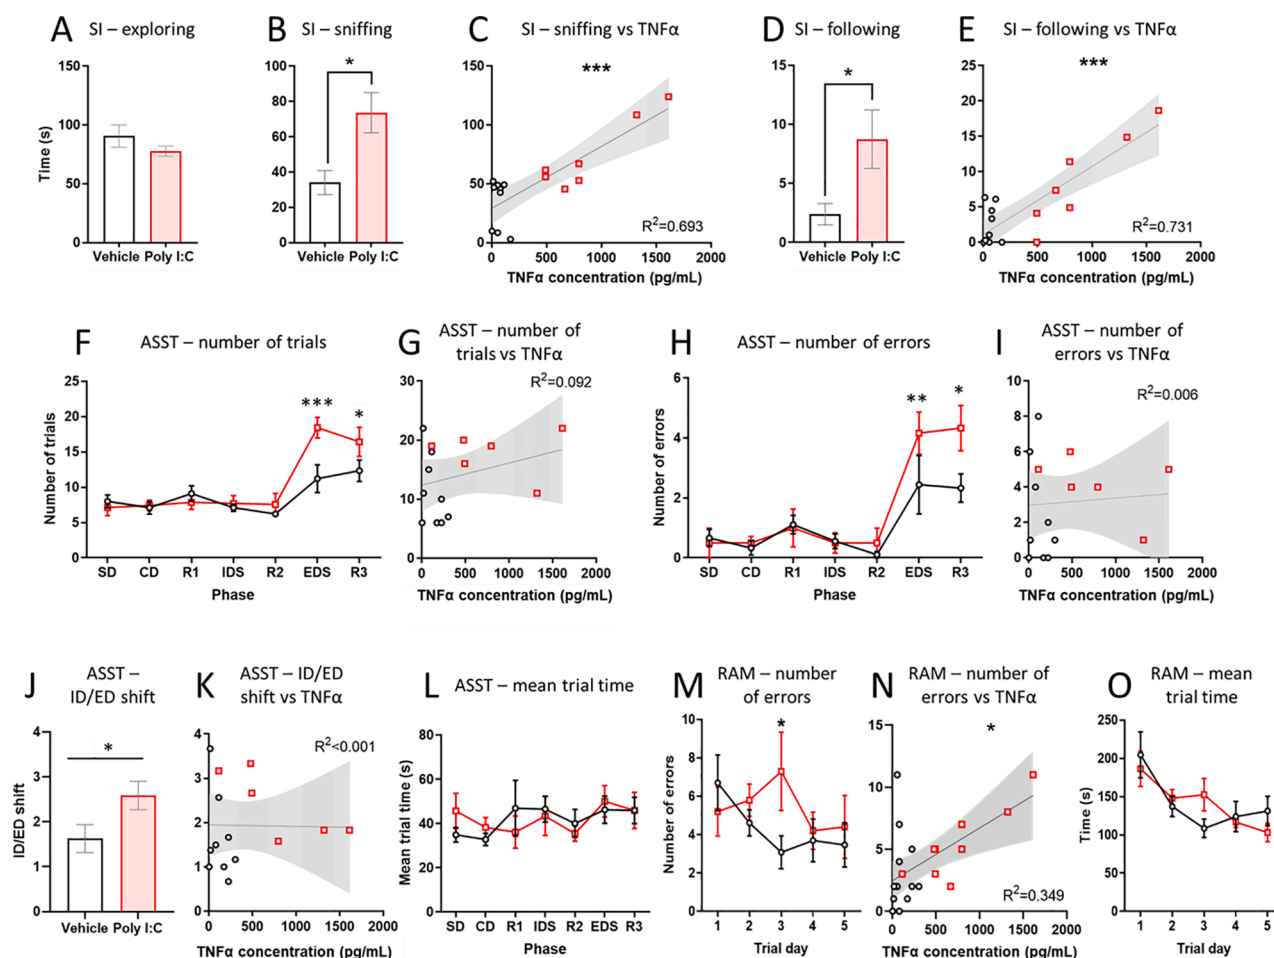 A SI – exploring
150
100
50
0
Time (s)
Vehicle Poly I:C
B SI – sniffing
100
80
60
40
20
0
*
Vehicle Poly I:C
C SI – sniffing vs TNFα
***
150
100
50
0
R2=0.693
0 500 1000 1500 2000
TNFα concentration (pg/mL)
D SI – following
15
10
5
0
*
Vehicle Poly I:C
E SI – following vs TNFα
***
25
20
15
10
5
0
R2=0.731
0 500 1000 1500 2000
TNFα concentration (pg/mL)
F ASST – number of trials
25
20
15
10
5
0
Number of trials
*** *
SD CD R1 IDS R2 EDS R3
Phase
G ASST – number of
trials vs TNFα
R2=0.092
30
20
10
0
0 500 1000 1500 2000
TNFα concentration (pg/mL)
H ASST – number of errors
6
4
2
0
Number of errors
** *
SD CD R1 IDS R2 EDS R3
Phase
I ASST – number of
errors vs TNFα
R2=0.006
10
8
6
4
2
0
0 500 1000 1500 2000
TNFα concentration (pg/mL)
J ASST –
ID/ED shift
4
3
2
1
0
ID/ED shift
*
Vehicle Poly I:C
K ASST – ID/ED
shift vs TNFα
R2<0.001
4
3
2
1
0
0 500 1000 1500 2000
TNFα concentration (pg/mL)
L ASST – mean trial time
80
60
40
20
0
Mean trial time (s)
SD CD R1 IDS R2 EDS R3
Phase
M RAM – number
of errors
10
8
6
4
2
0
Number of errors
*
1 2 3 4 5
Trial day
N RAM – number of
errors vs TNFα
*
15
10
5
0
R2=0.349
0 500 1000 1500 2000
TNFα concentration (pg/mL)
O RAM – mean
trial time
250
200
150
100
50
0
Time (s)
1 2 3 4 5
Trial day